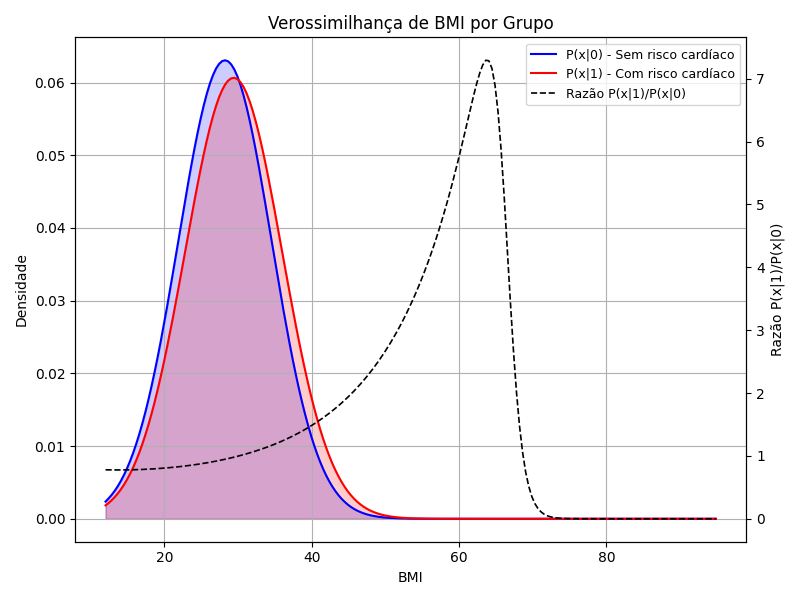 Verossimilhança de BMI por Grupo
P(x|0) - Sem risco cardíaco
P(x|1) - Com risco cardíaco
Razão P(x|1)/P(x|0)
0.06
0.05
0.04
0.03
0.02
0.01
0.00
Densidade
7
6
5
4
3
2
1
0
Razão P(x|1)/P(x|0)
20 40 60 80
BMI